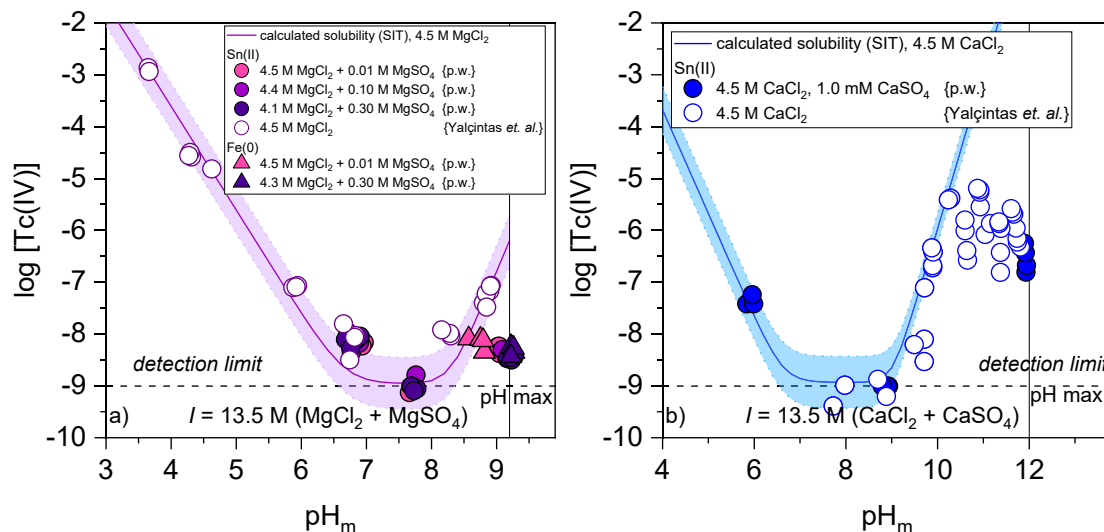 -2
-3
-4
-5
-6
-7
-8
-9
-10
log [Tc(IV)]
calculated solubility (SIT), 4.5 M MgCl₂
Sn(II)
4.5 M MgCl₂ + 0.01 MgSO₄ {p.w.}
4.4 M MgCl₂ + 0.10 MgSO₄ {p.w.}
4.1 M MgCl₂ + 0.30 MgSO₄ {p.w.}
4.5 M MgCl₂ {Yalçintas et. al.}
Fe(0)
4.5 M MgCl₂ + 0.01 MgSO₄ {p.w.}
4.3 M MgCl₂ + 0.30 MgSO₄ {p.w.}
detection limit
pH max
a) I = 13.5 M (MgCl₂ + MgSO₄)
3 4 5 6 7 8 9
pHₘ
-2
-3
-4
-5
-6
-7
-8
-9
-10
log [Tc(IV)]
calculated solubility (SIT), 4.5 M CaCl₂
Sn(II)
4.5 M CaCl₂, 1.0 mM CaSO₄ {p.w.}
4.5 M CaCl₂ {Yalçintas et. al.}
detection limit
pH max
b) I = 13.5 M (CaCl₂ + CaSO₄)
4 6 8 10 12
pHₘ